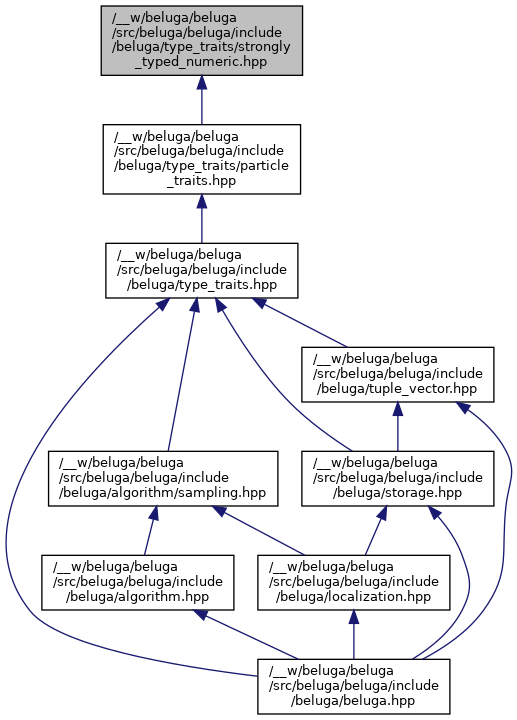 /__w/beluga/beluga
/src/beluga/beluga/include
/beluga/type_traits/strongly
_typed_numeric.hpp
/__w/beluga/beluga
/src/beluga/beluga/include
/beluga/type_traits/particle
_traits.hpp
/__w/beluga/beluga
/src/beluga/beluga/include
/beluga/type_traits.hpp
/__w/beluga/beluga
/src/beluga/beluga/include
/beluga/tuple_vector.hpp
/__w/beluga/beluga
/src/beluga/beluga/include
/beluga/algorithm/sampling.hpp
/__w/beluga/beluga
/src/beluga/beluga/include
/beluga/storage.hpp
/__w/beluga/beluga
/src/beluga/beluga/include
/beluga/algorithm.hpp
/__w/beluga/beluga
/src/beluga/beluga/include
/beluga/localization.hpp
/__w/beluga/beluga
/src/beluga/beluga/include
/beluga/beluga.hpp